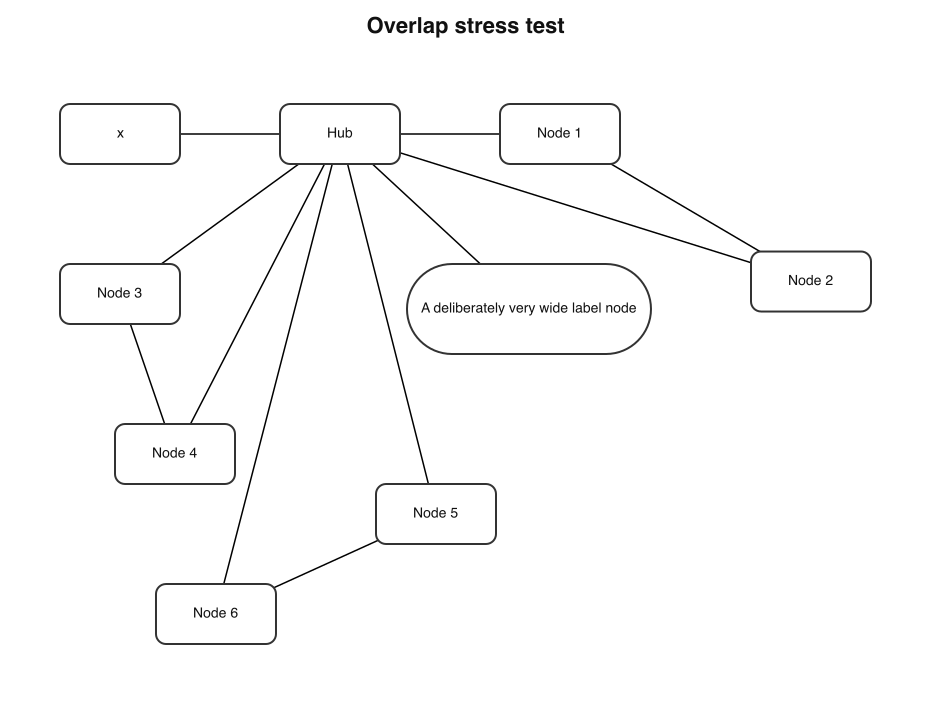 Overlap stress test
x
Hub
Node 1
Node 2
Node 3
A deliberately very wide label node
Node 4
Node 5
Node 6